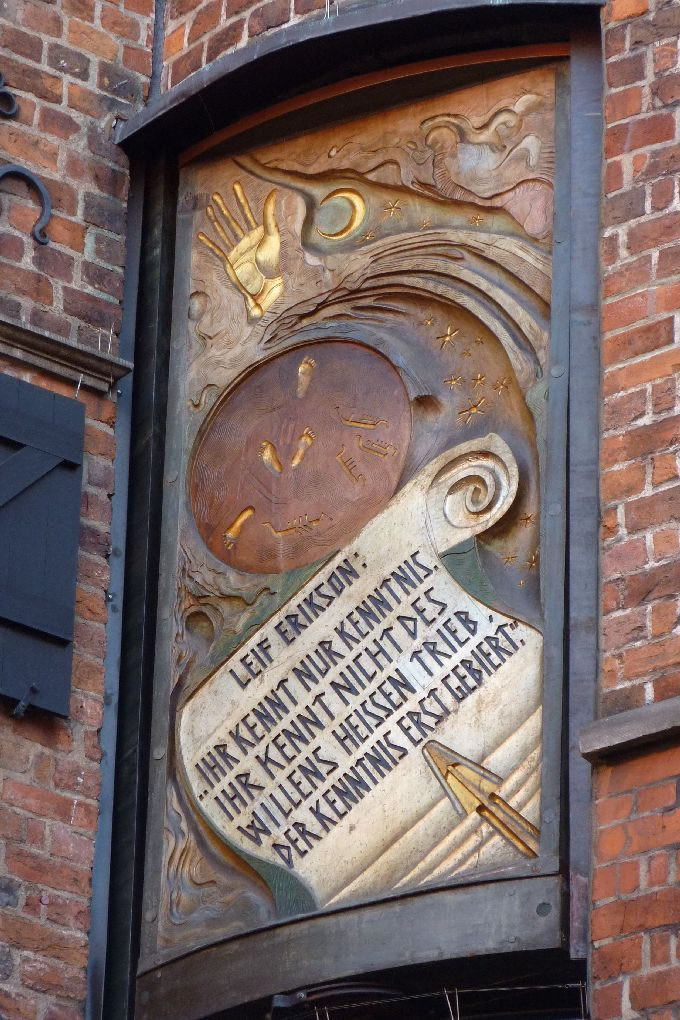 LEIF ERIKSON:
„IHR KENNT NUR KENNTNIS,
IHR KENNT NICHT DES
WILLENS HEISSEN TRIEB,
DER KENNTNIS ERST GEBIERT."